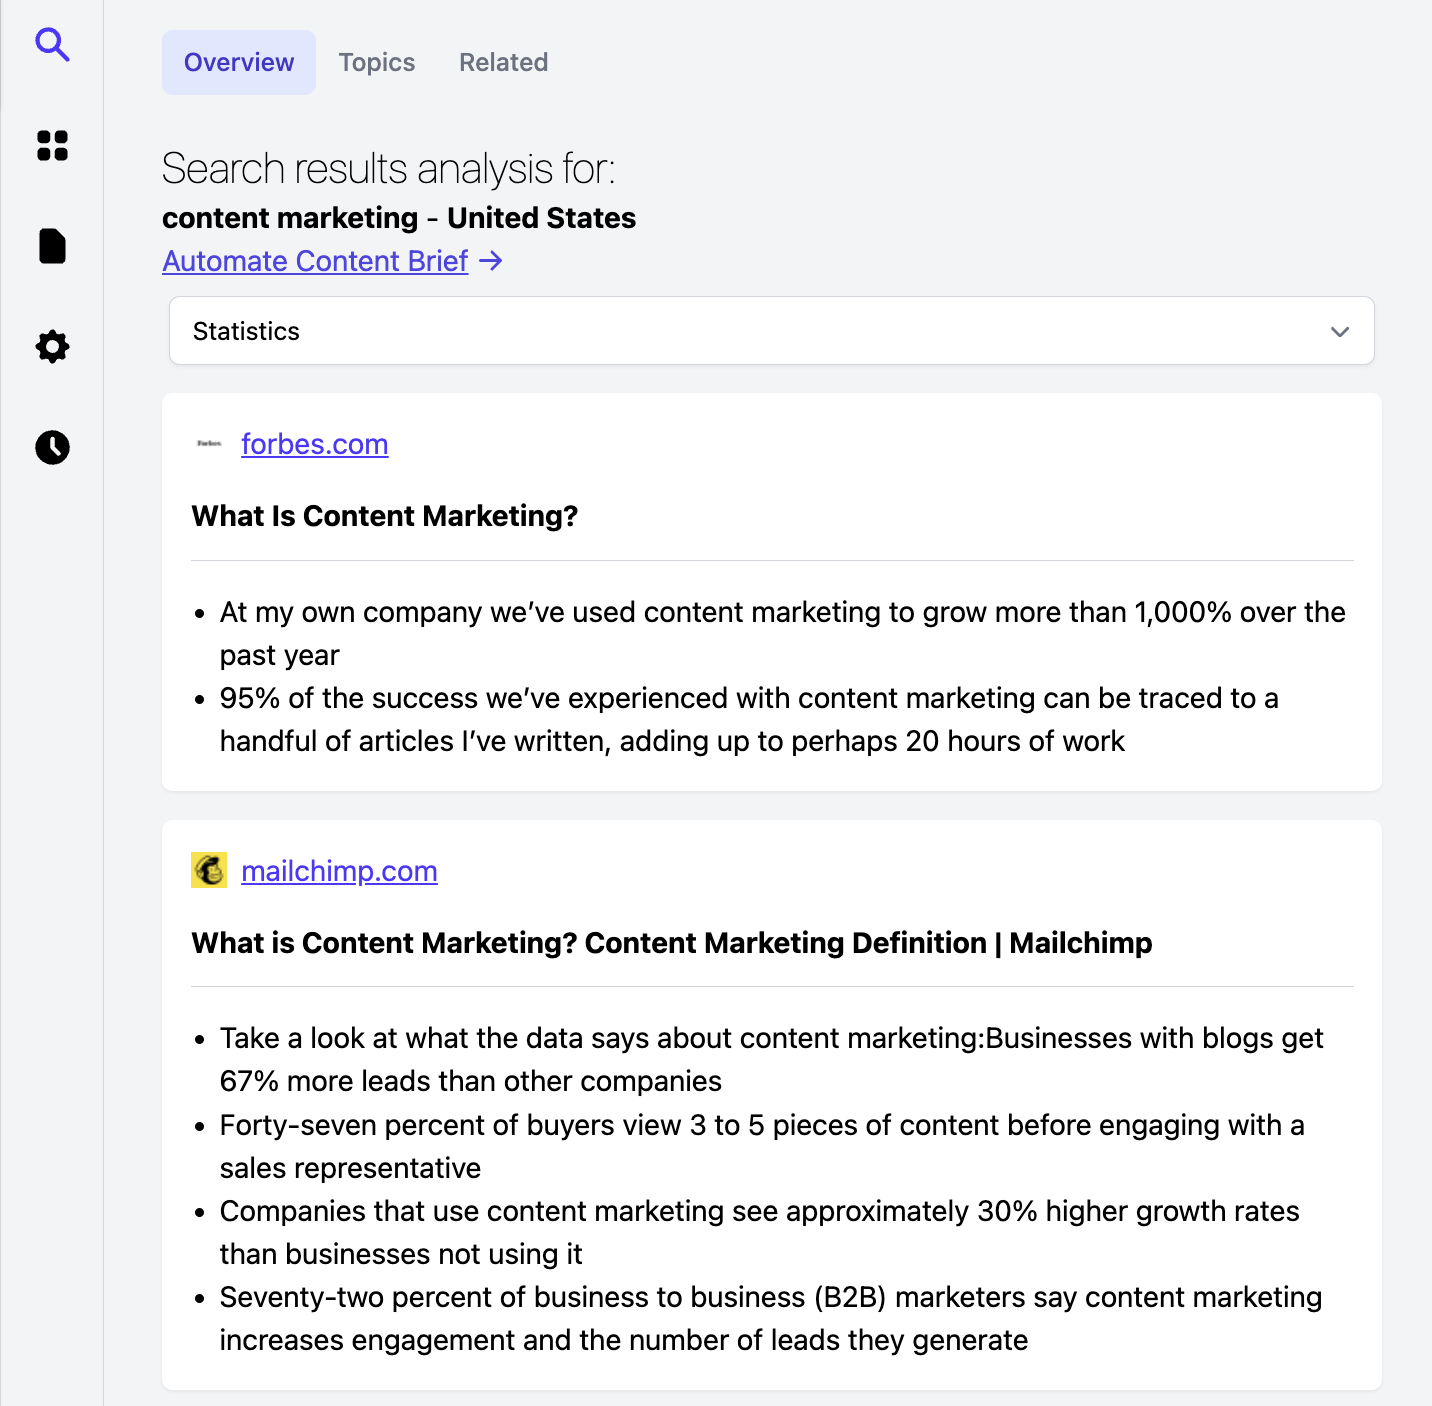 Overview Topics Related
Search results analysis for:
content marketing - United States
Automate Content Brief →
Statistics
Forbes forbes.com
What Is Content Marketing?
• At my own company we’ve used content marketing to grow more than 1,000% over the
past year
• 95% of the success we’ve experienced with content marketing can be traced to a
handful of articles I’ve written, adding up to perhaps 20 hours of work
mailchimp.com
What is Content Marketing? Content Marketing Definition | Mailchimp
• Take a look at what the data says about content marketing:Businesses with blogs get
67% more leads than other companies
• Forty-seven percent of buyers view 3 to 5 pieces of content before engaging with a
sales representative
• Companies that use content marketing see approximately 30% higher growth rates
than businesses not using it
• Seventy-two percent of business to business (B2B) marketers say content marketing
increases engagement and the number of leads they generate